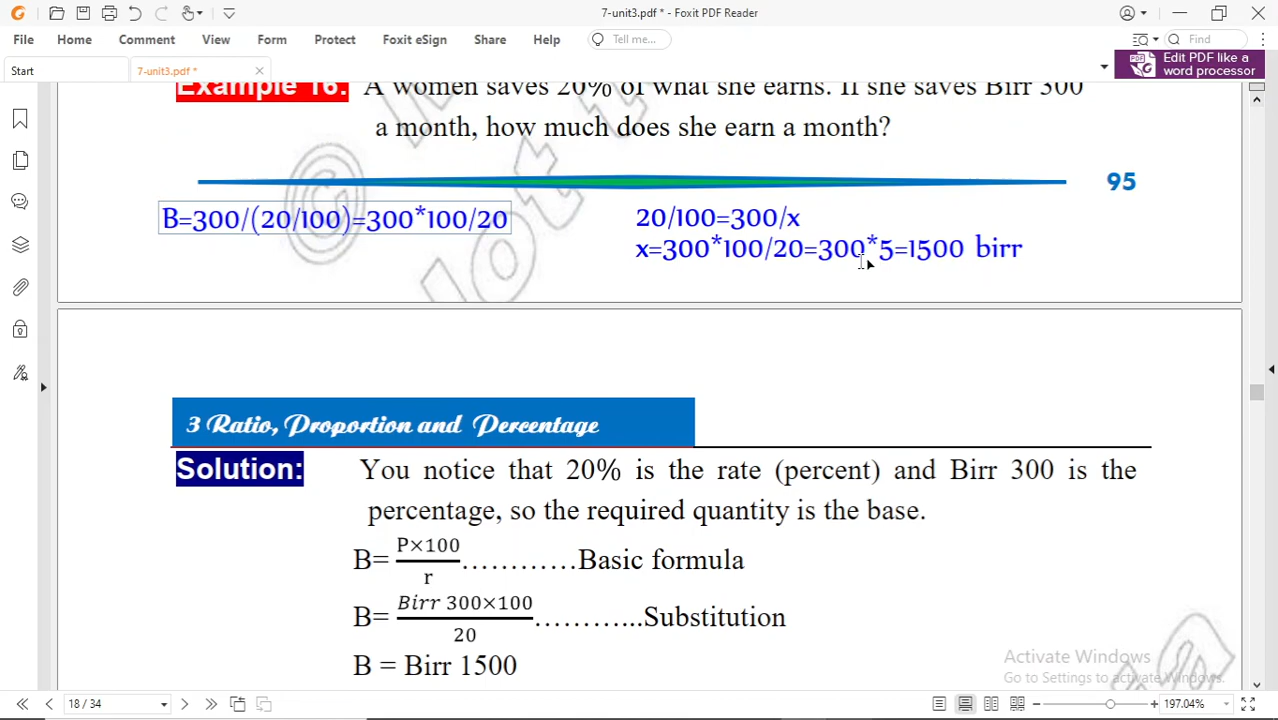 7-unit3.pdf * - Foxit PDF Reader
File Home Comment View Form Protect Foxit eSign Share Help Tell me... Find
Start 7-unit3.pdf * Edit PDF like a
word processor
Example 16: A women saves 20% of what she earns. If she saves Birr 300
a month, how much does she earn a month?
95
B=300/(20/100)=300*100/20 20/100=300/x
x=300*100/20=300*5=1500 birr
3 Ratio, Proportion and Percentage
Solution: You notice that 20% is the rate (percent) and Birr 300 is the
percentage, so the required quantity is the base.
B= P×100/r …………Basic formula
B= Birr 300×100/20 ………...Substitution
B = Birr 1500
Activate Windows
Go to Settings to activate Windows.
18 / 34 197.04%